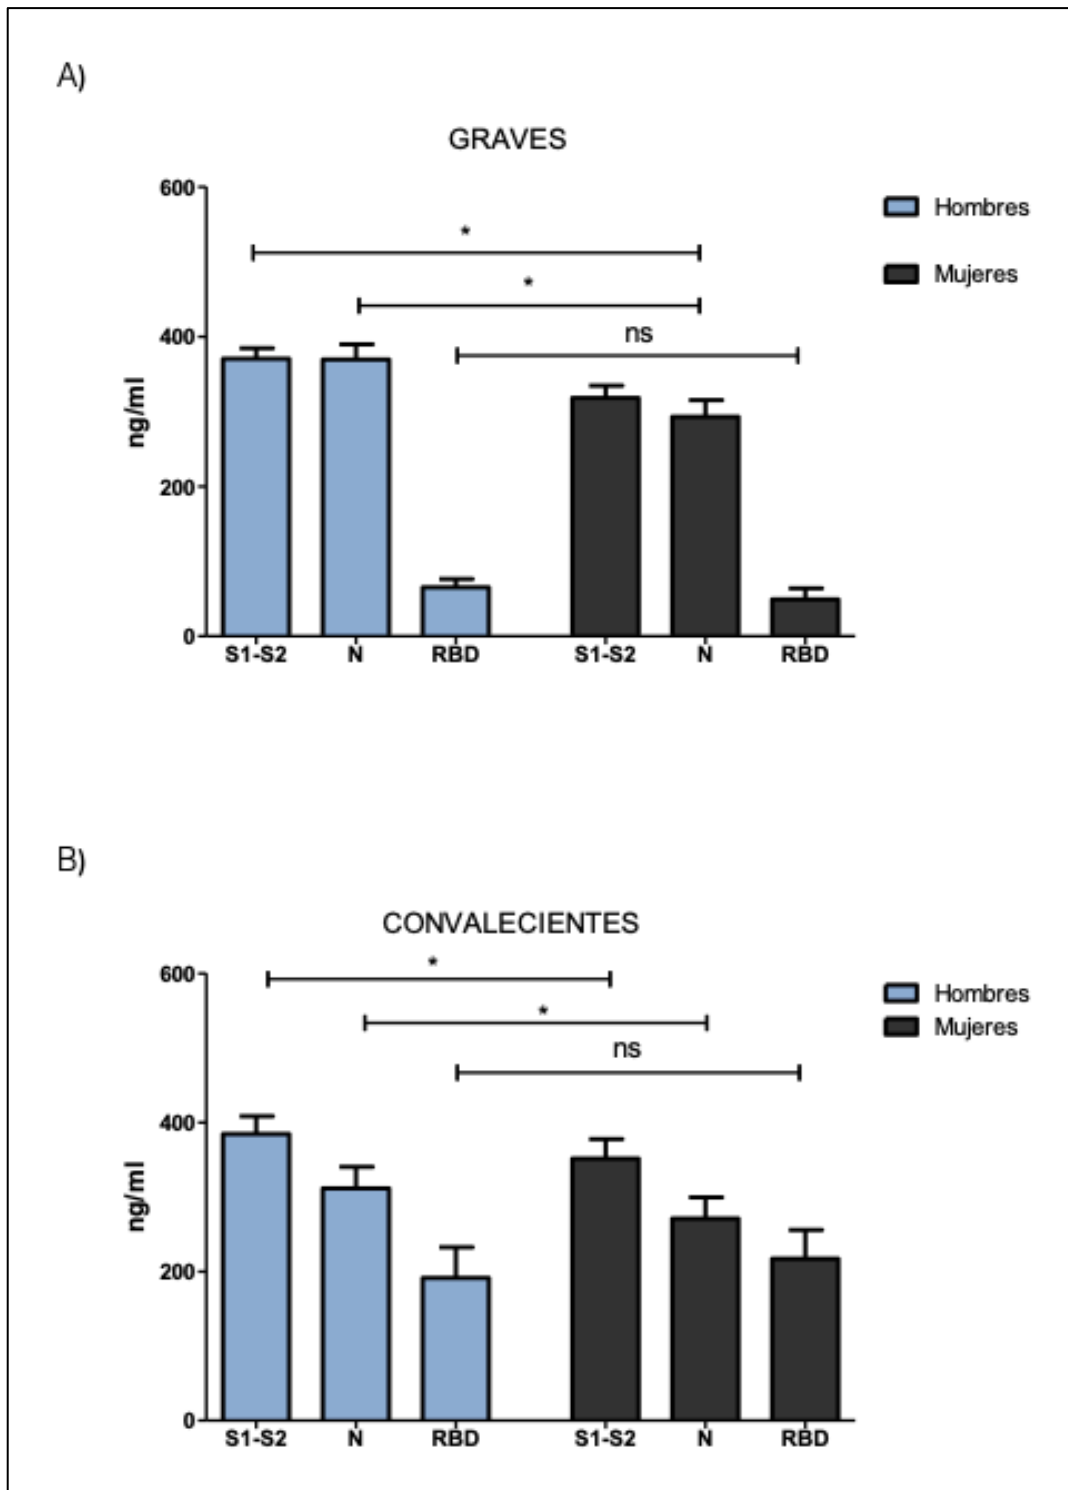 A)
GRAVES
600
400
200
0
ng/ml
*
*
ns
Hombres
Mujeres
S1-S2 N RBD S1-S2 N RBD
B)
CONVALECIENTES
600
400
200
0
ng/ml
*
*
ns
Hombres
Mujeres
S1-S2 N RBD S1-S2 N RBD